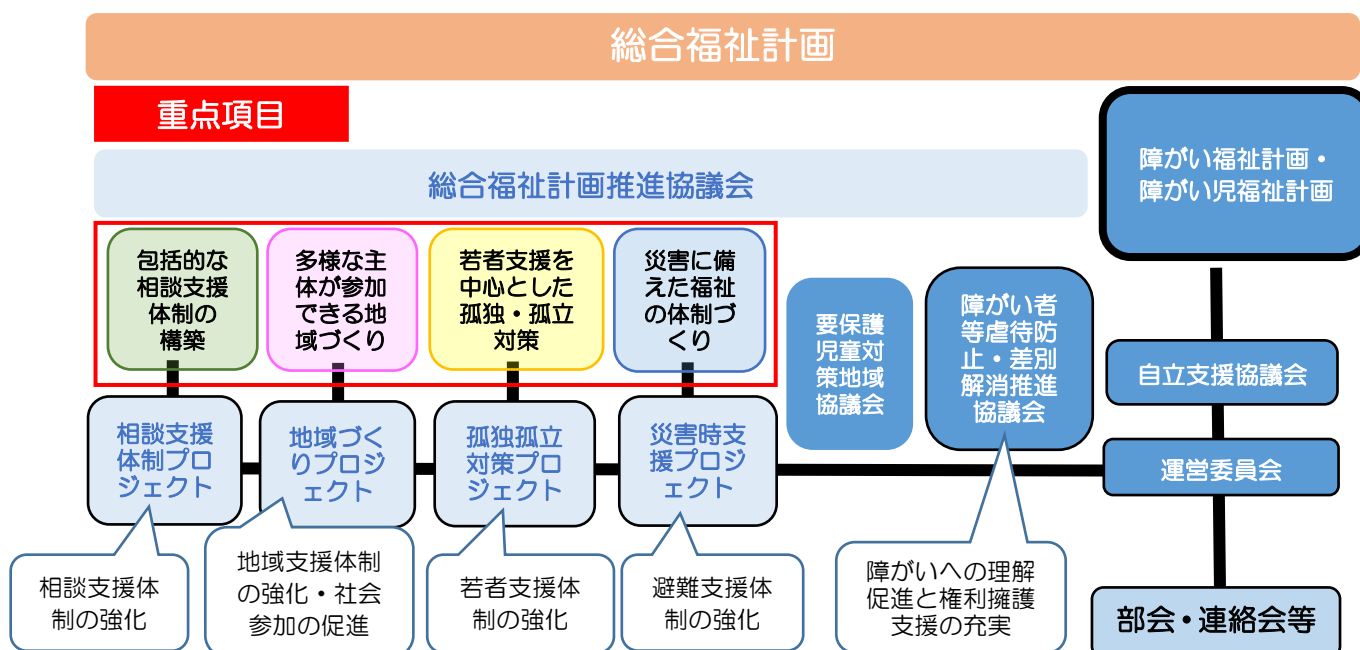 総合福祉計画
重点項目
総合福祉計画推進協議会
障がい福祉計画・
障がい児福祉計画
包括的な
相談支援
体制の
構築
多様な主
体が参加
できる地
域づくり
若者支援を
中心とした
孤独・孤立
対策
災害に備
えた福祉
の体制づ
くり
要保護
児童対
策地域
協議会
障がい者
等虐待防
止・差別
解消推進
協議会
自立支援協議会
相談支援
体制プロ
ジェクト
地域づく
りプロジ
ェクト
孤独孤立
対策プロ
ジェクト
災害時支
援プロジ
ェクト
運営委員会
相談支援体
制の強化
地域支援体制
の強化・社会
参加の促進
若者支援体
制の強化
避難支援体
制の強化
障がいへの理解
促進と権利擁護
支援の充実
部会・連絡会等